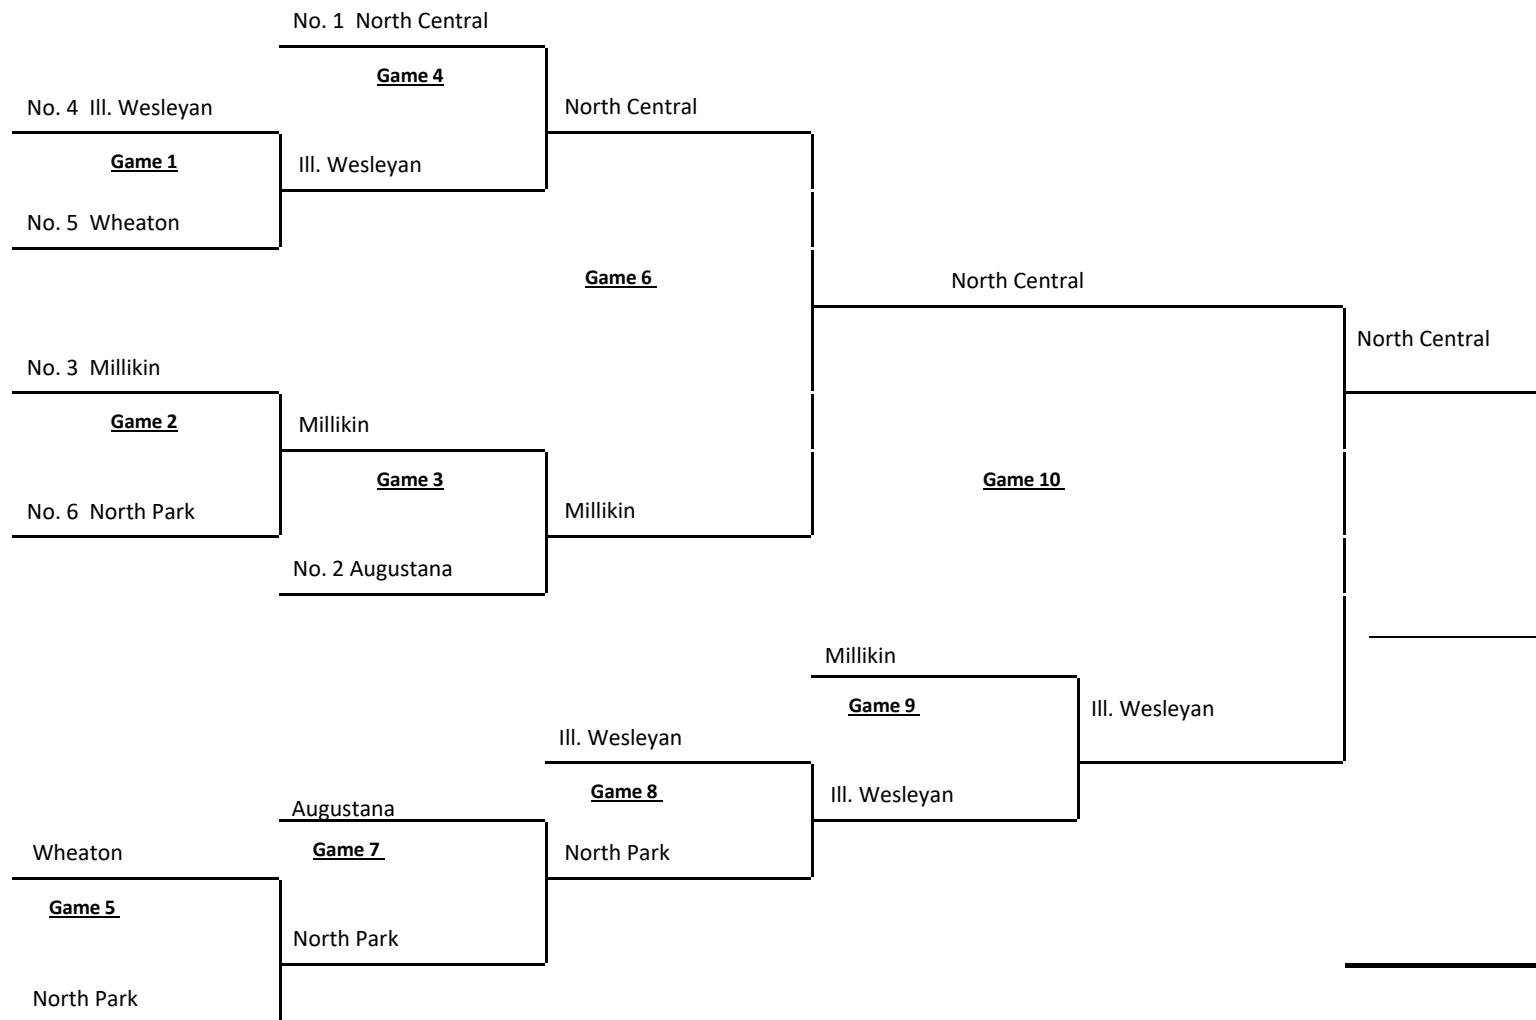 No. 1 North Central
Game 4
No. 4 Ill. Wesleyan
North Central
Game 1
Ill. Wesleyan
No. 5 Wheaton
Game 6
North Central
North Central
No. 3 Millikin
Game 2
Millikin
Game 3
Game 10
No. 6 North Park
Millikin
No. 2 Augustana
Millikin
Game 9
Ill. Wesleyan
Ill. Wesleyan
Game 8
Ill. Wesleyan
Augustana
Game 7
Wheaton
North Park
Game 5
North Park
North Park